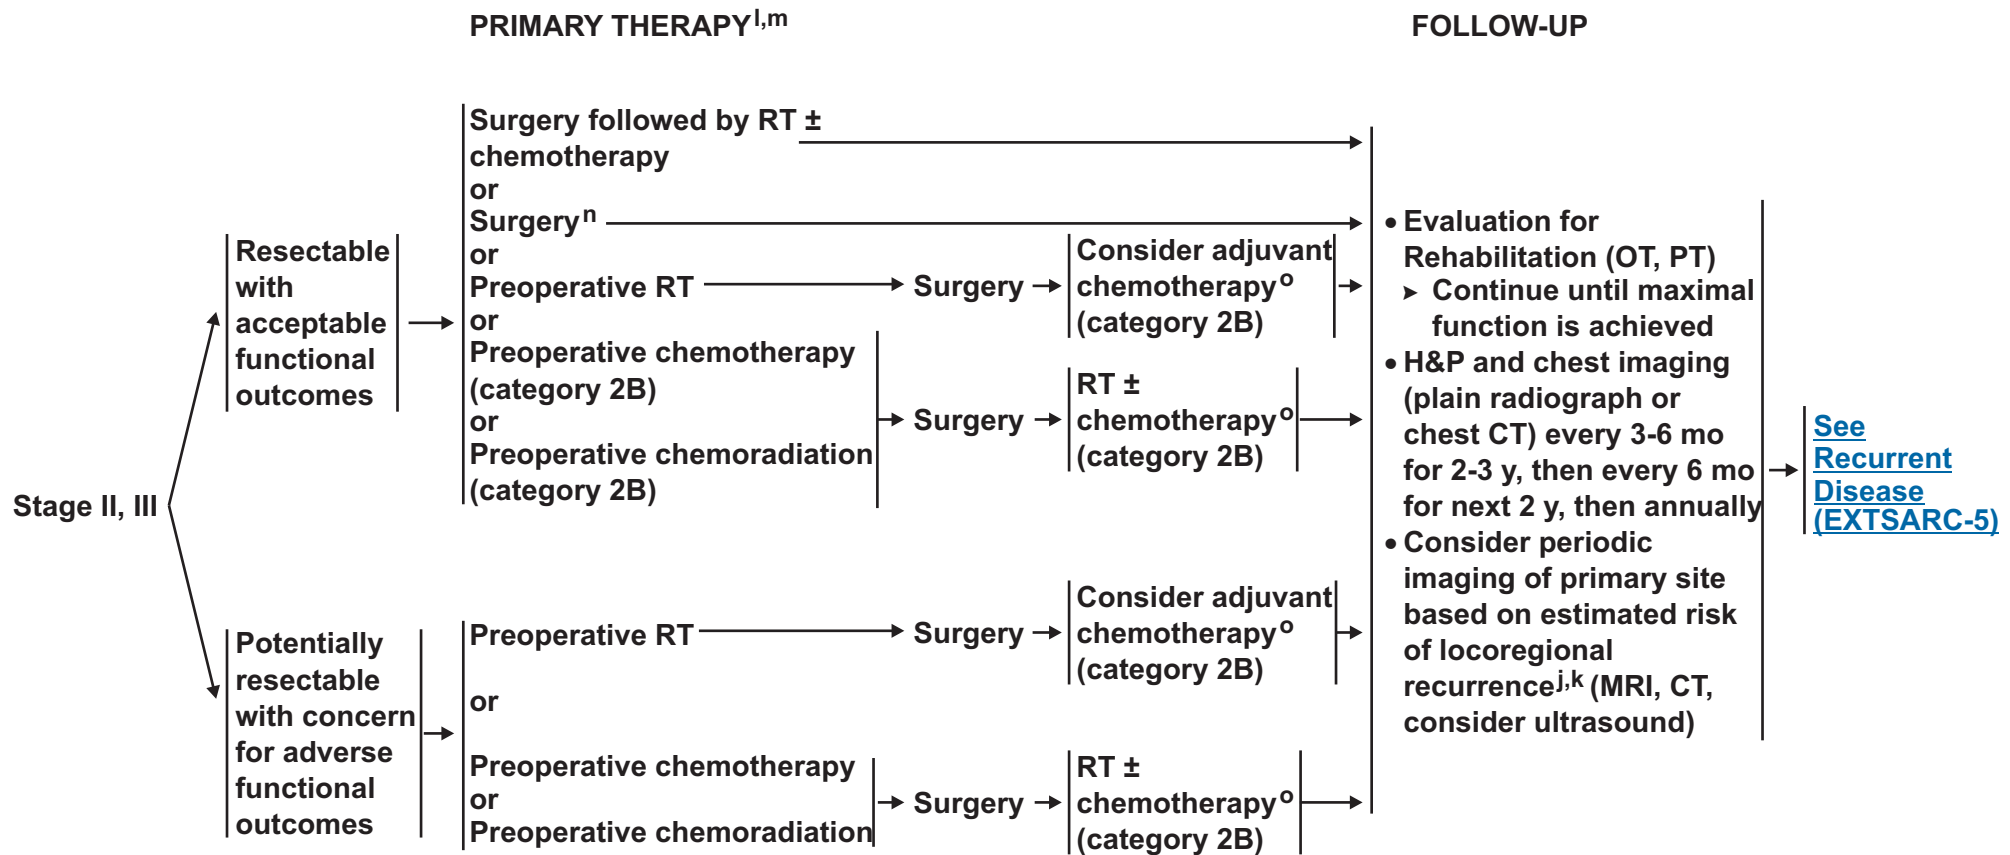 PRIMARY THERAPYl,m
FOLLOW-UP
Stage II, III
Resectable
with
acceptable
functional
outcomes
Surgery followed by RT ±
chemotherapy
or
Surgeryn
or
Preoperative RT
or
Preoperative chemotherapy
(category 2B)
or
Preoperative chemoradiation
(category 2B)
Surgery
Consider adjuvant
chemotherapyo
(category 2B)
Surgery
RT ±
chemotherapyo
(category 2B)
Potentially
resectable
with concern
for adverse
functional
outcomes
Preoperative RT
or
Preoperative chemotherapy
or
Preoperative chemoradiation
Surgery
Consider adjuvant
chemotherapyo
(category 2B)
Surgery
RT ±
chemotherapyo
(category 2B)
• Evaluation for
Rehabilitation (OT, PT)
➤ Continue until maximal
function is achieved
• H&P and chest imaging
(plain radiograph or
chest CT) every 3-6 mo
for 2-3 y, then every 6 mo
for next 2 y, then annually
• Consider periodic
imaging of primary site
based on estimated risk
of locoregional
recurrencej,k (MRI, CT,
consider ultrasound)
See
Recurrent
Disease
(EXTSARC-5)